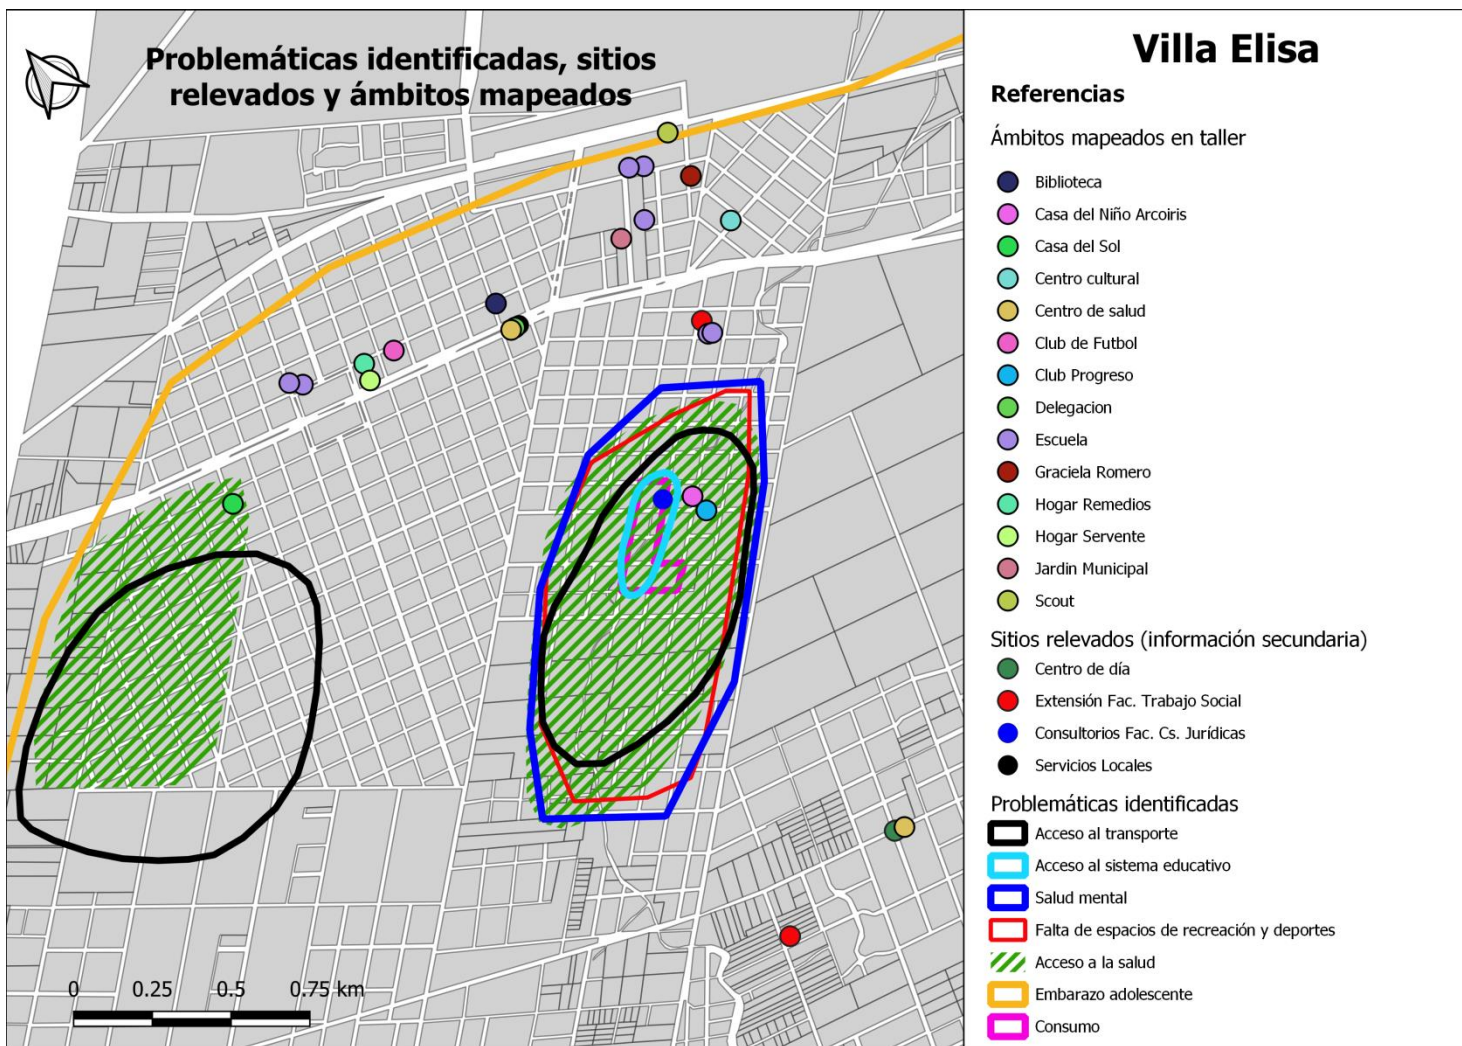 Problemáticas identificadas, sitios
relevados y ámbitos mapeados
0 0.25 0.5 0.75 km
Villa Elisa
Referencias
Ámbitos mapeados en taller
Biblioteca
Casa del Niño Arcoiris
Casa del Sol
Centro cultural
Centro de salud
Club de Futbol
Club Progreso
Delegacion
Escuela
Graciela Romero
Hogar Remedios
Hogar Servente
Jardin Municipal
Scout
Sitios relevados (información secundaria)
Centro de día
Extensión Fac. Trabajo Social
Consultorios Fac. Cs. Jurídicas
Servicios Locales
Problemáticas identificadas
Acceso al transporte
Acceso al sistema educativo
Salud mental
Falta de espacios de recreación y deportes
Acceso a la salud
Embarazo adolescente
Consumo